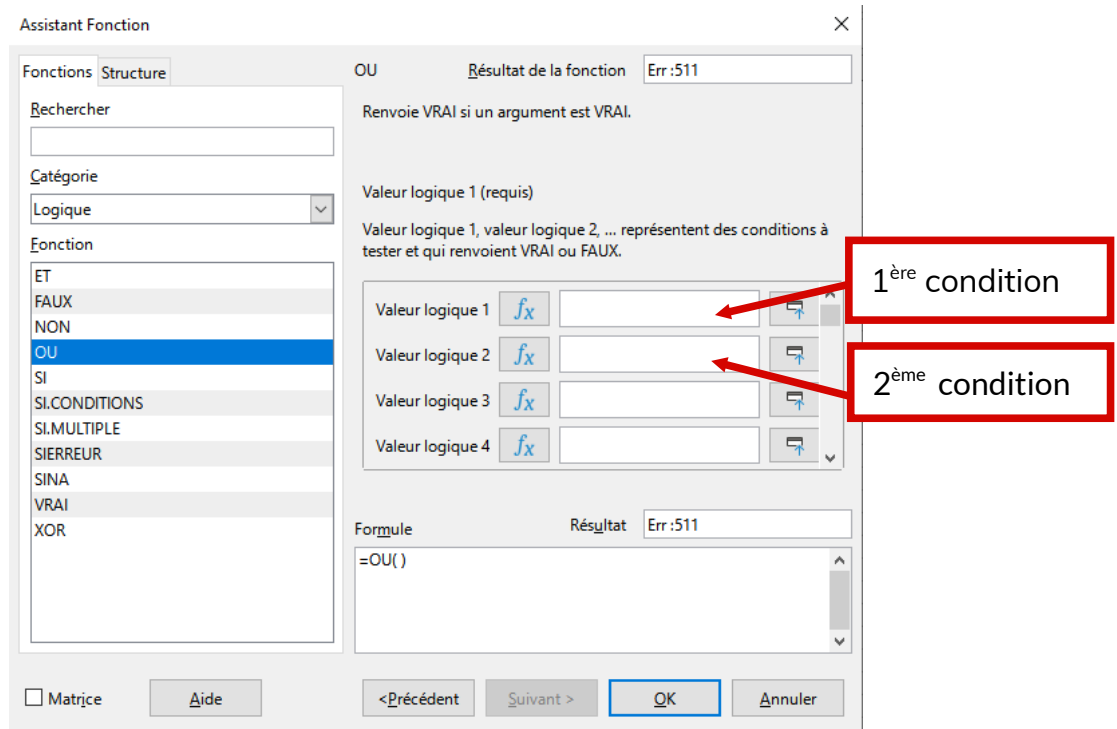 Assistant Fonction
Fonctions Structure
Rechercher
Catégorie
Logique
Fonction
ET
FAUX
NON
OU
SI
SI.CONDITIONS
SI.MULTIPLE
SIERREUR
SINA
VRAI
XOR
OU Résultat de la fonction Err :511
Renvoie VRAI si un argument est VRAI.
Valeur logique 1 (requis)
Valeur logique 1, valeur logique 2, ... représentent des conditions à
tester et qui renvoient VRAI ou FAUX.
Valeur logique 1 fx
Valeur logique 2 fx
Valeur logique 3 fx
Valeur logique 4 fx
1ère condition
2ème condition
Formule Résultat Err :511
=OU( )
Matrice Aide <Précédent Suivant > OK Annuler